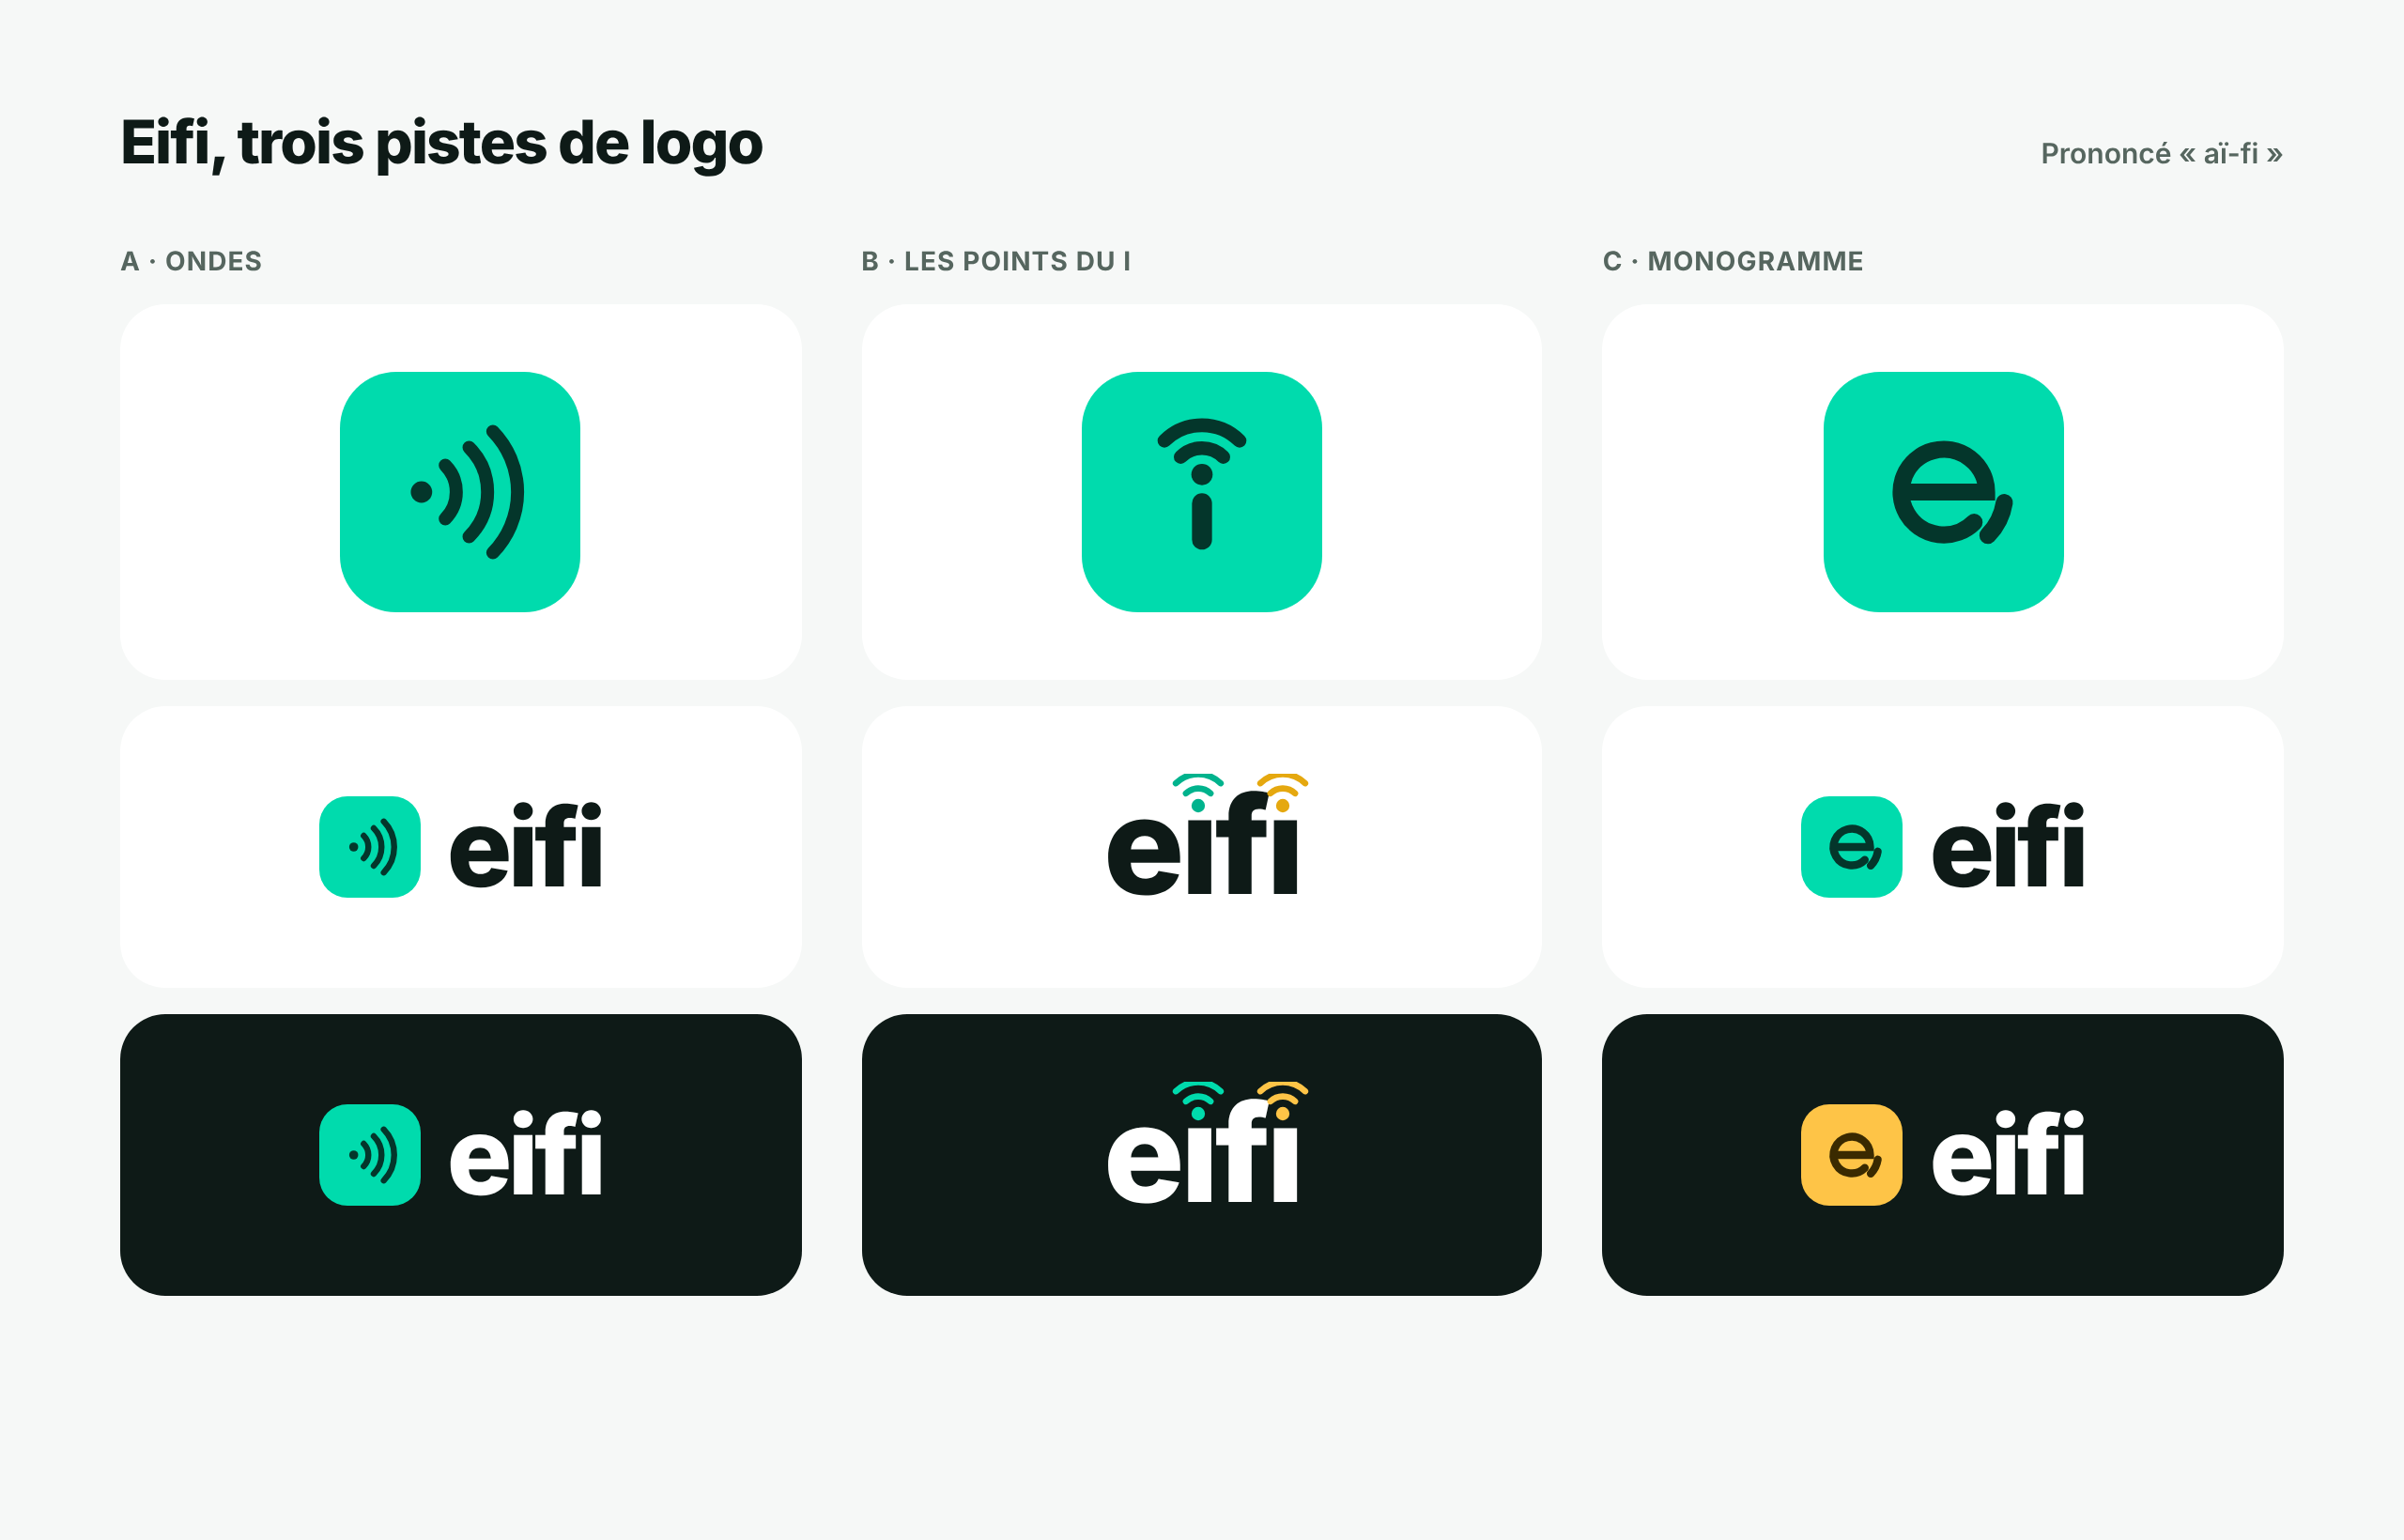 Eifi, trois pistes de logo
Prononcé « aï-fi »
A · ONDES
B · LES POINTS DU I
C · MONOGRAMME
e
eifi
eifi
e
eifi
eifi
eifi
e
eifi